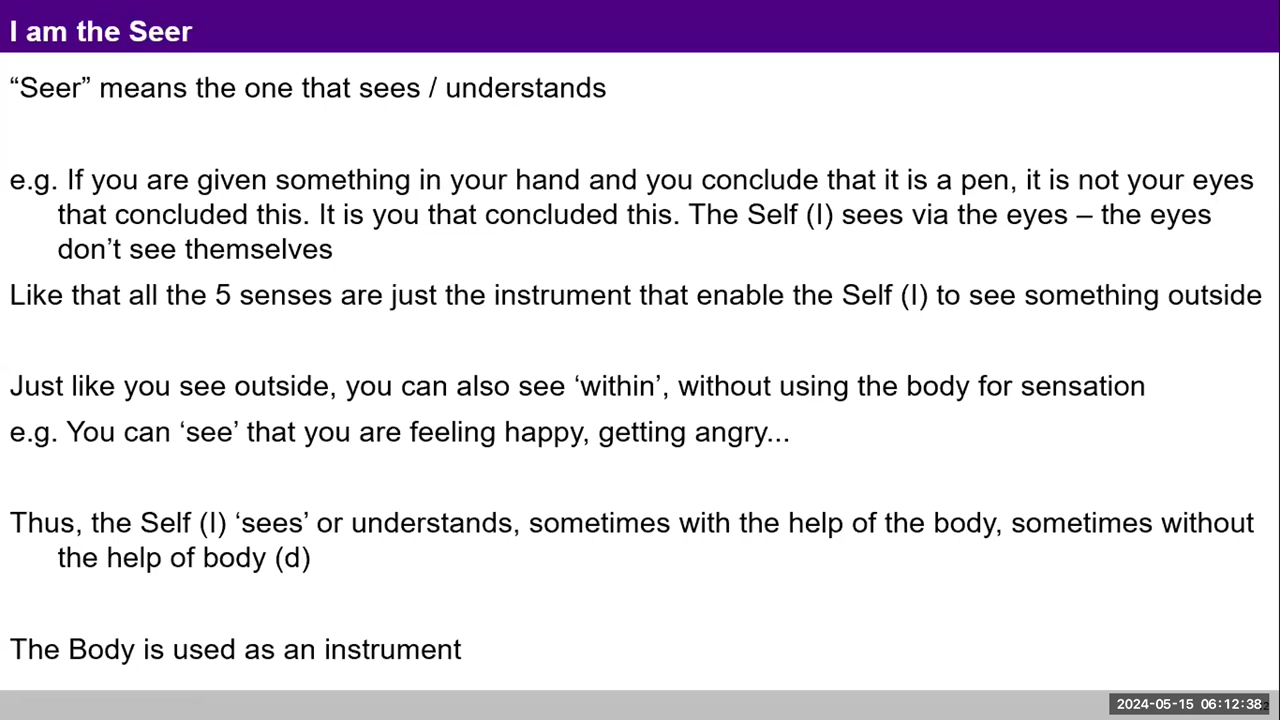 I am the Seer
“Seer” means the one that sees / understands
e.g. If you are given something in your hand and you conclude that it is a pen, it is not your eyes
that concluded this. It is you that concluded this. The Self (I) sees via the eyes – the eyes
don’t see themselves
Like that all the 5 senses are just the instrument that enable the Self (I) to see something outside
Just like you see outside, you can also see ‘within’, without using the body for sensation
e.g. You can ‘see’ that you are feeling happy, getting angry...
Thus, the Self (I) ‘sees’ or understands, sometimes with the help of the body, sometimes without
the help of body (d)
The Body is used as an instrument
2024-05-15 06:12:38